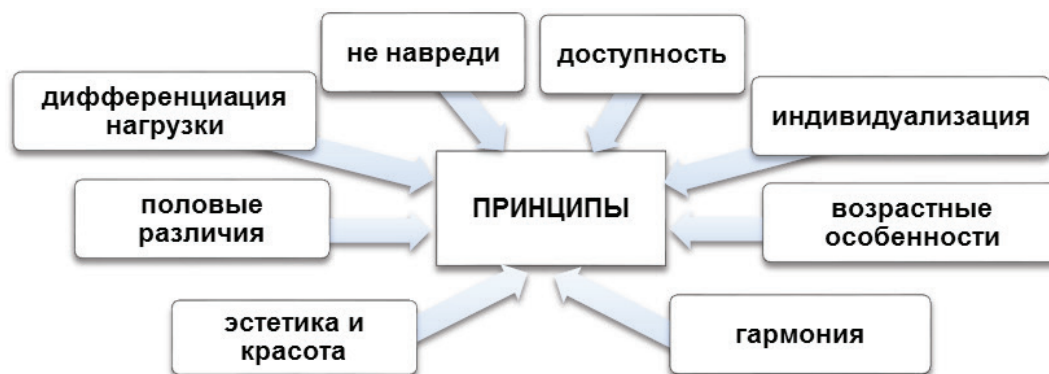 не навреди
доступность
дифференциация
нагрузки
индивидуализация
ПРИНЦИПЫ
половые
различия
возрастные
особенности
эстетика и
красота
гармония